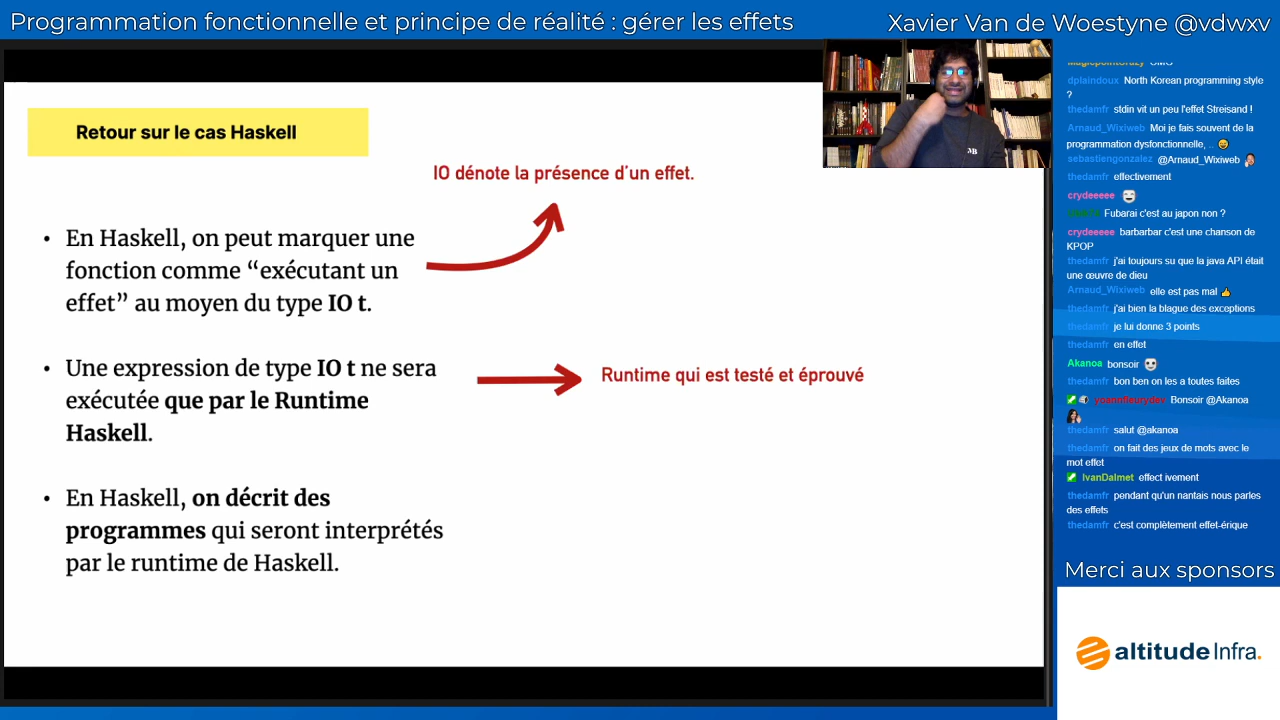 Programmation fonctionnelle et principe de réalité : gérer les effets
Xavier Van de Woestyne @vdwxv
Retour sur le cas Haskell
IO dénote la présence d'un effet.
• En Haskell, on peut marquer une
fonction comme “exécutant un
effet” au moyen du type IO t.
• Une expression de type IO t ne sera
exécutée que par le Runtime
Haskell.
Runtime qui est testé et éprouvé
• En Haskell, on décrit des
programmes qui seront interprétés
par le runtime de Haskell.
dplaindoux North Korean programming style
?
thedamfr stdin vit un peu l'effet Streisand !
Arnaud_Wixiweb Moi je fais souvent de la
programmation dysfonctionnelle, ..
sebastiengonzalez @Arnaud_Wixiweb
thedamfr effectivement
crydeeeee
Fubarai c'est au japon non ?
crydeeeee barbarbar c'est une chanson de
KPOP
thedamfr j'ai toujours su que la java API était
une œuvre de dieu
Arnaud_Wixiweb elle est pas mal
thedamfr j'ai bien la blague des exceptions
thedamfr je lui donne 3 points
thedamfr en effet
Akanoa bonsoir
thedamfr bon ben on les a toutes faites
yoannfleurydev Bonsoir @Akanoa
thedamfr salut @akanoa
thedamfr on fait des jeux de mots avec le
mot effet
IvanDalmet effect ivement
thedamfr pendant qu'un nantais nous parles
des effets
thedamfr c'est complètement effet-érique
Merci aux sponsors
altitudeInfra.